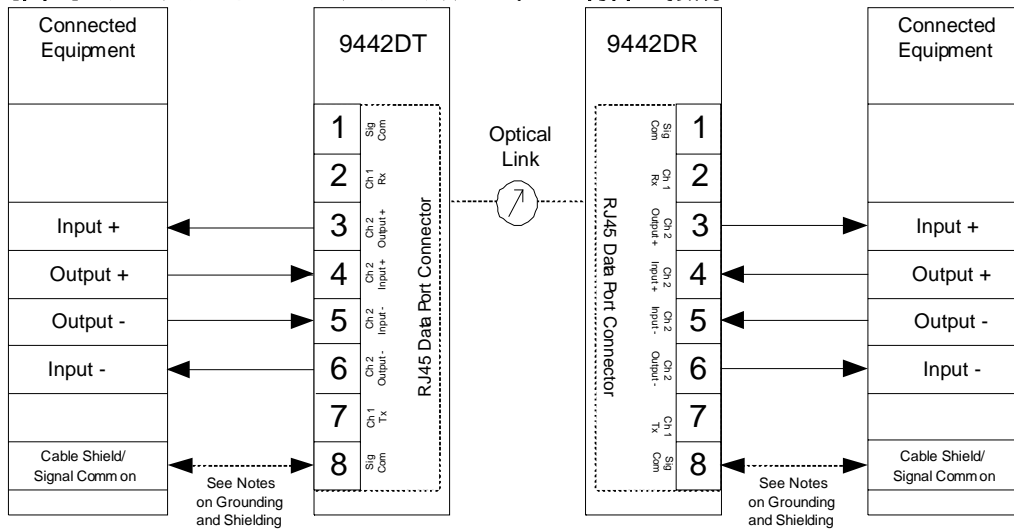 Connected
Equipment
Input +
Output +
Output -
Input -
Cable Shield/
Signal Common
See Notes
on Grounding
and Shielding
9442DT
1 Sig Com
2 Ch 1 Rx
3 Ch 2 Output +
4 Ch 2 Input +
5 Ch 2 Input -
6 Ch 2 Output -
7 Ch 1 Tx
8 Sig Com
RJ45 Data Port Connector
Optical
Link
9442DR
RJ45 Data Port Connector
Sig Com 1
Ch 1 Rx 2
Ch 2 Output + 3
Ch 2 Input + 4
Ch 2 Input - 5
Ch 2 Output - 6
Ch 1 Tx 7
Sig Com 8
See Notes
on Grounding
and Shielding
Connected
Equipment
Input +
Output +
Output -
Input -
Cable Shield/
Signal Common